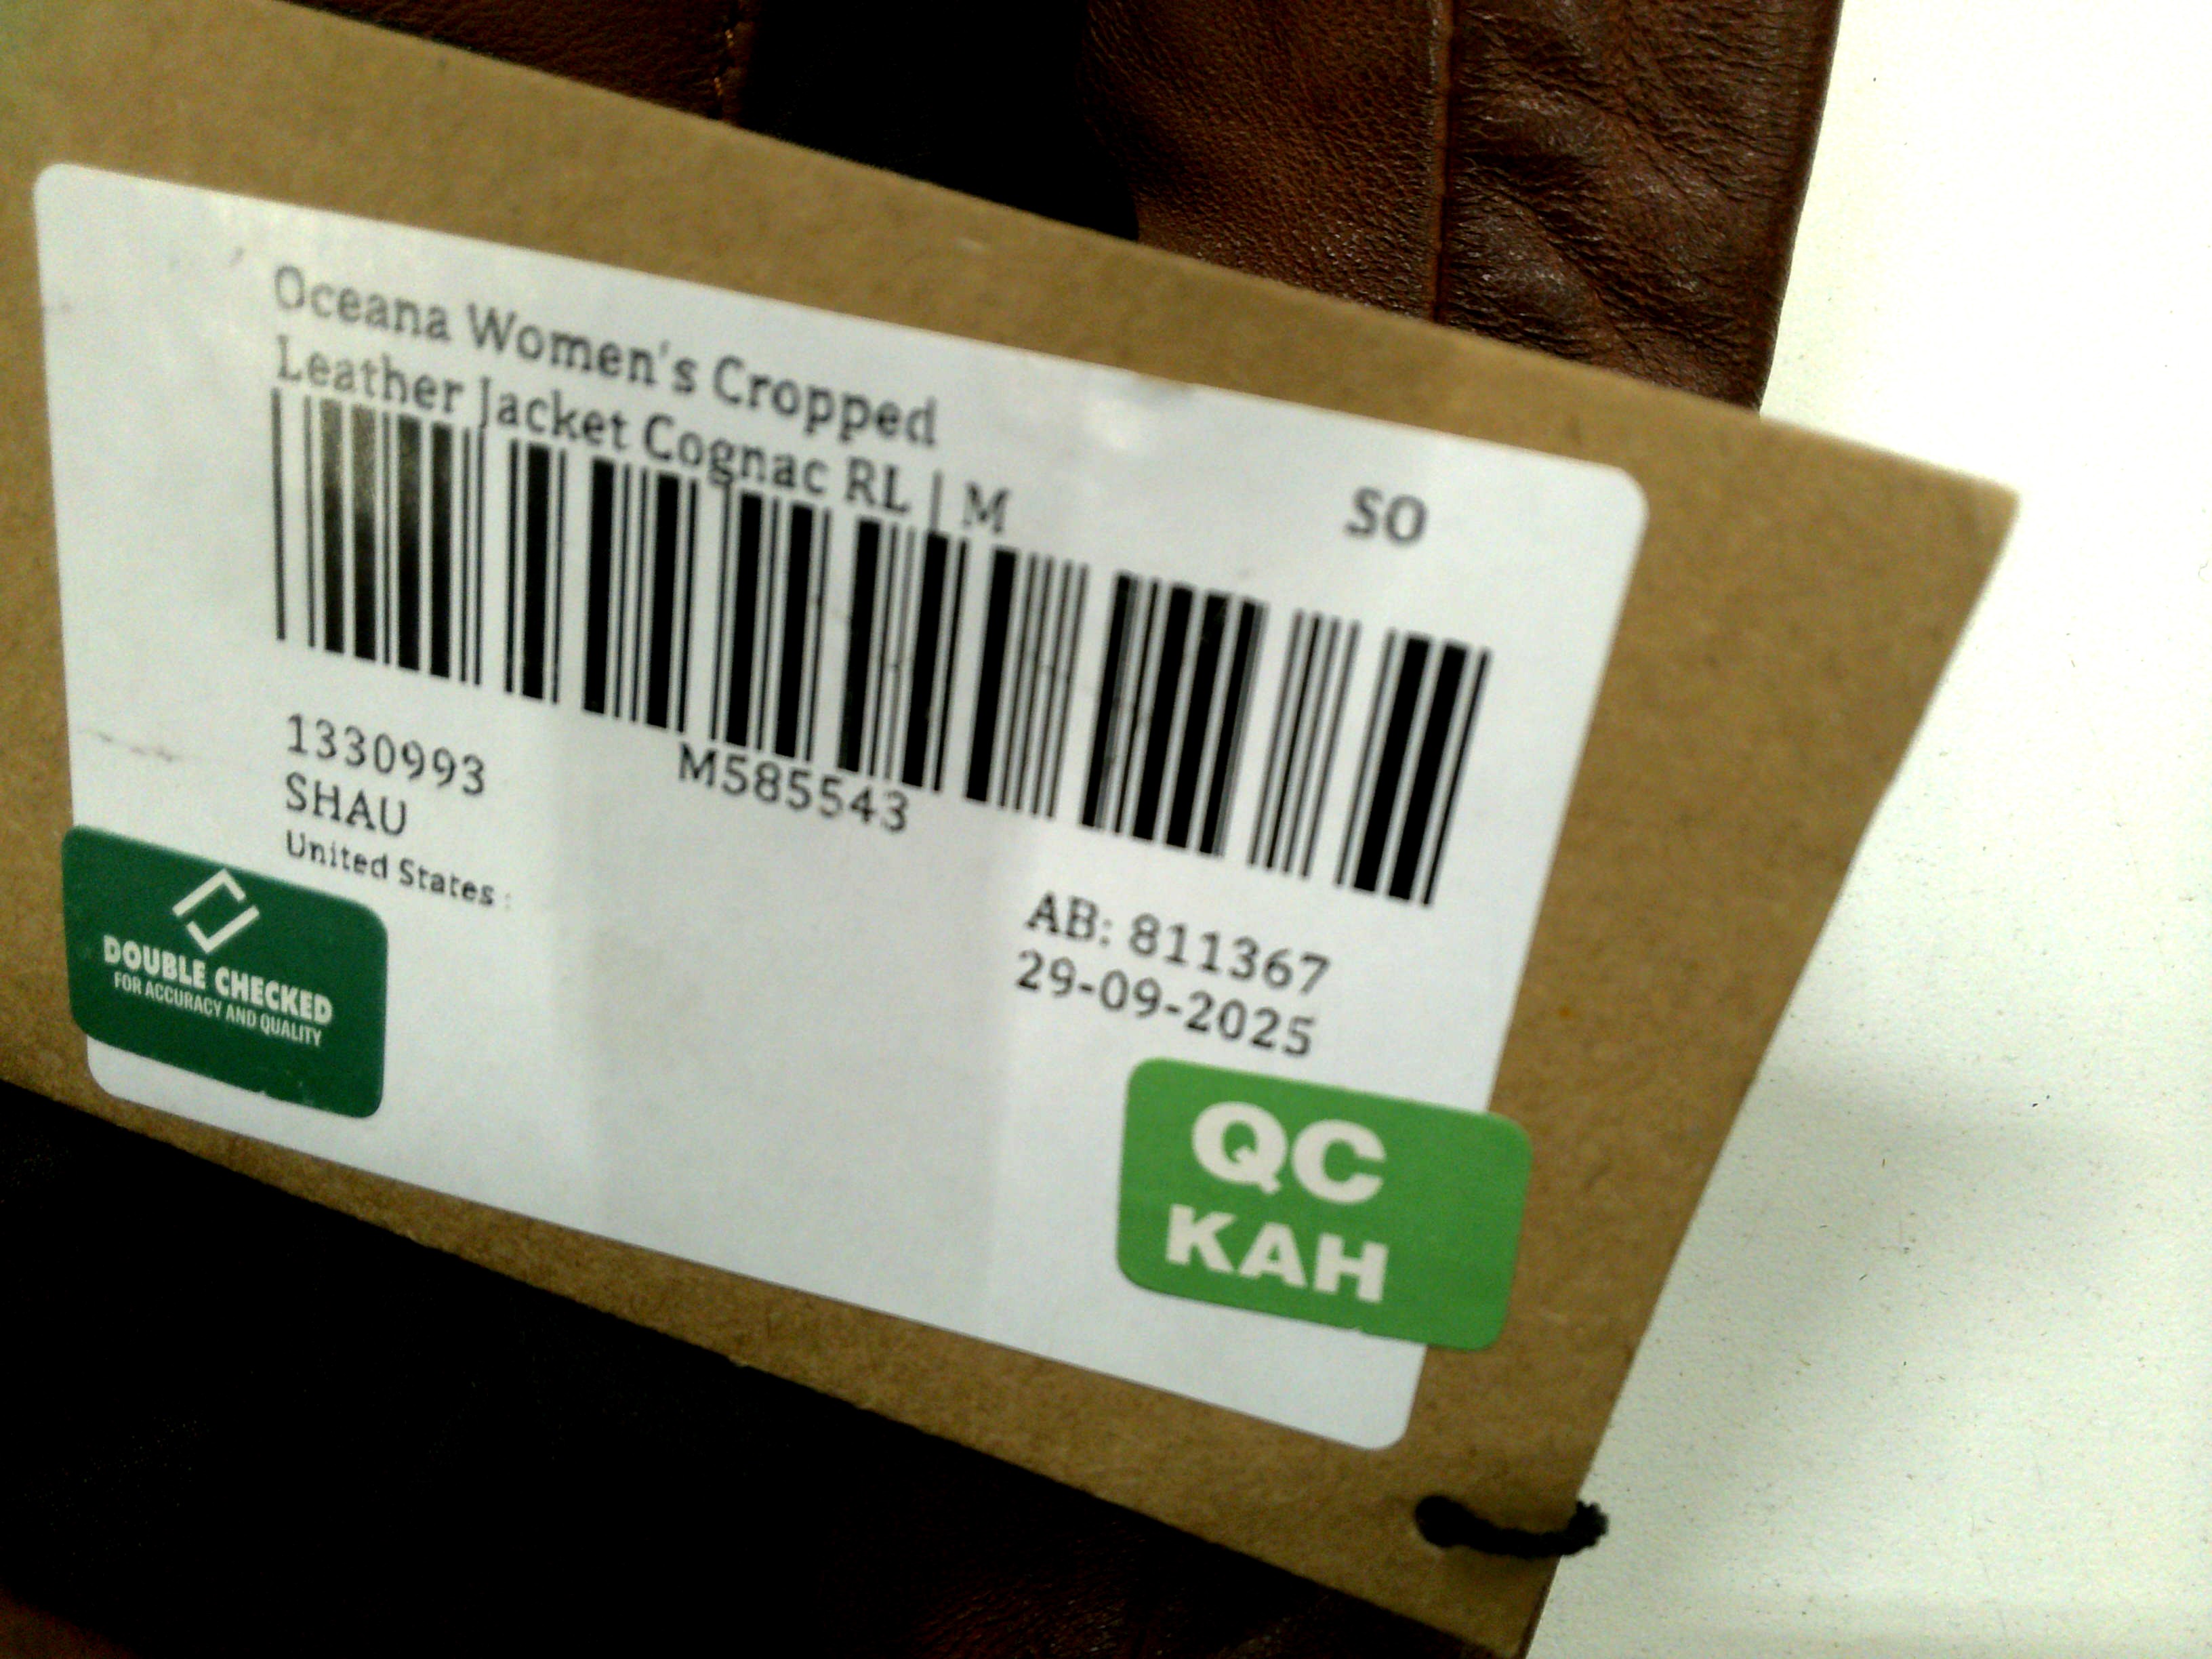 Oceana Women's Cropped
Leather Jacket Cognac RL | M
SO
1330993
SHAU
United States :
M585543
AB: 811367
29-09-2025
DOUBLE CHECKED
FOR ACCURACY AND QUALITY
QC
KAH